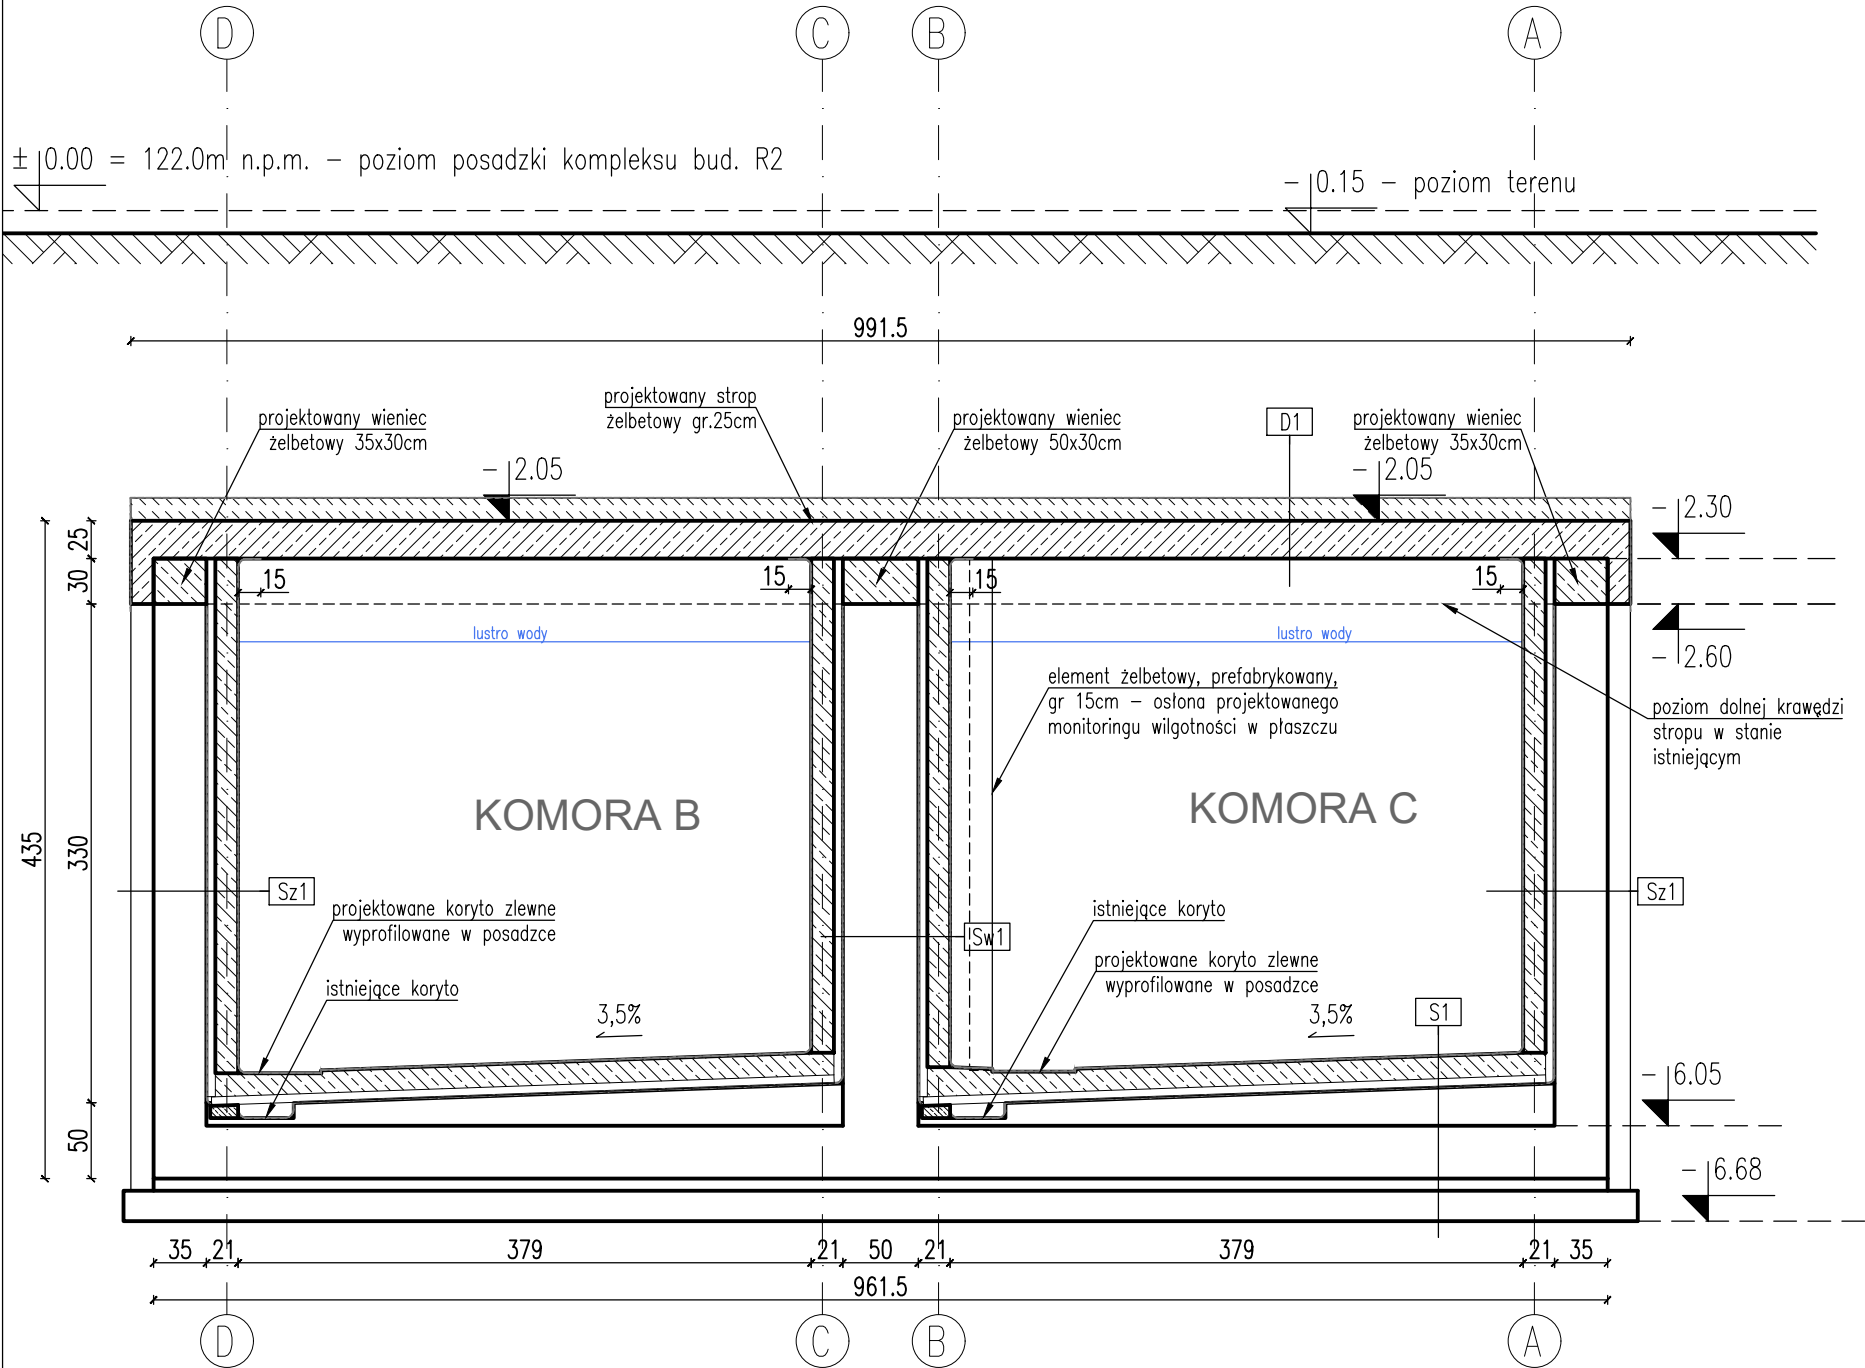 D
C
B
A
± 0.00 = 122.0m n.p.m. – poziom posadzki kompleksu bud. R2
– 0.15 – poziom terenu
991.5
projektowany wieniec
żelbetowy 35x30cm
projektowany strop
żelbetowy gr.25cm
projektowany wieniec
żelbetowy 50x30cm
D1
projektowany wieniec
żelbetowy 35x30cm
– 2.05
– 2.05
– 2.30
25
30
15
15
15
15
lustro wody
lustro wody
– 2.60
element żelbetowy, prefabrykowany,
gr 15cm – osłona projektowanego
monitoringu wilgotności w płaszczu
poziom dolnej krawędzi
stropu w stanie
istniejącym
KOMORA B
KOMORA C
435
330
Sz1
Sz1
projektowane koryto zlewne
wyprofilowane w posadzce
istniejące koryto
Sw1
istniejące koryto
projektowane koryto zlewne
wyprofilowane w posadzce
3,5%
3,5%
S1
– 6.05
50
– 6.68
35 21 379 21 50 21 379 21 35
961.5
D
C
B
A